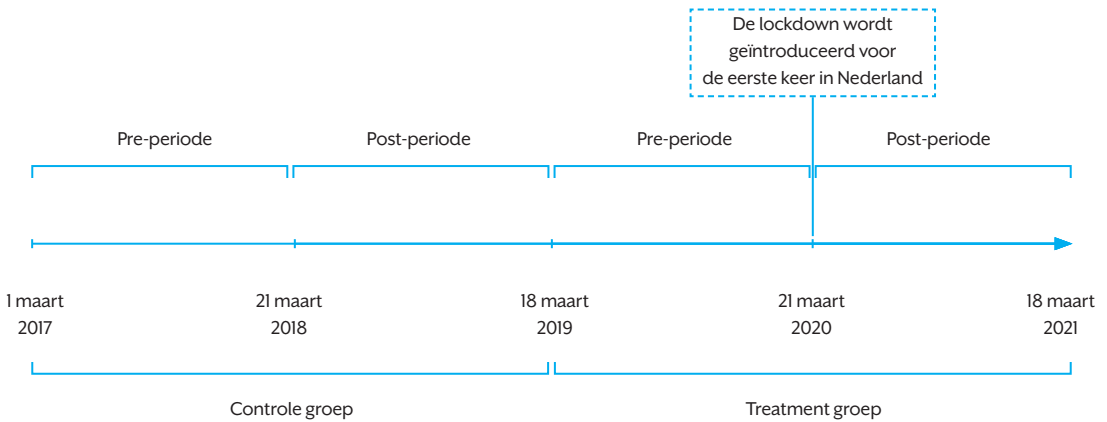 De lockdown wordt
geïntroduceerd voor
de eerste keer in Nederland
Pre-periode
Post-periode
Pre-periode
Post-periode
1 maart
2017
21 maart
2018
18 maart
2019
21 maart
2020
18 maart
2021
Controle groep
Treatment groep